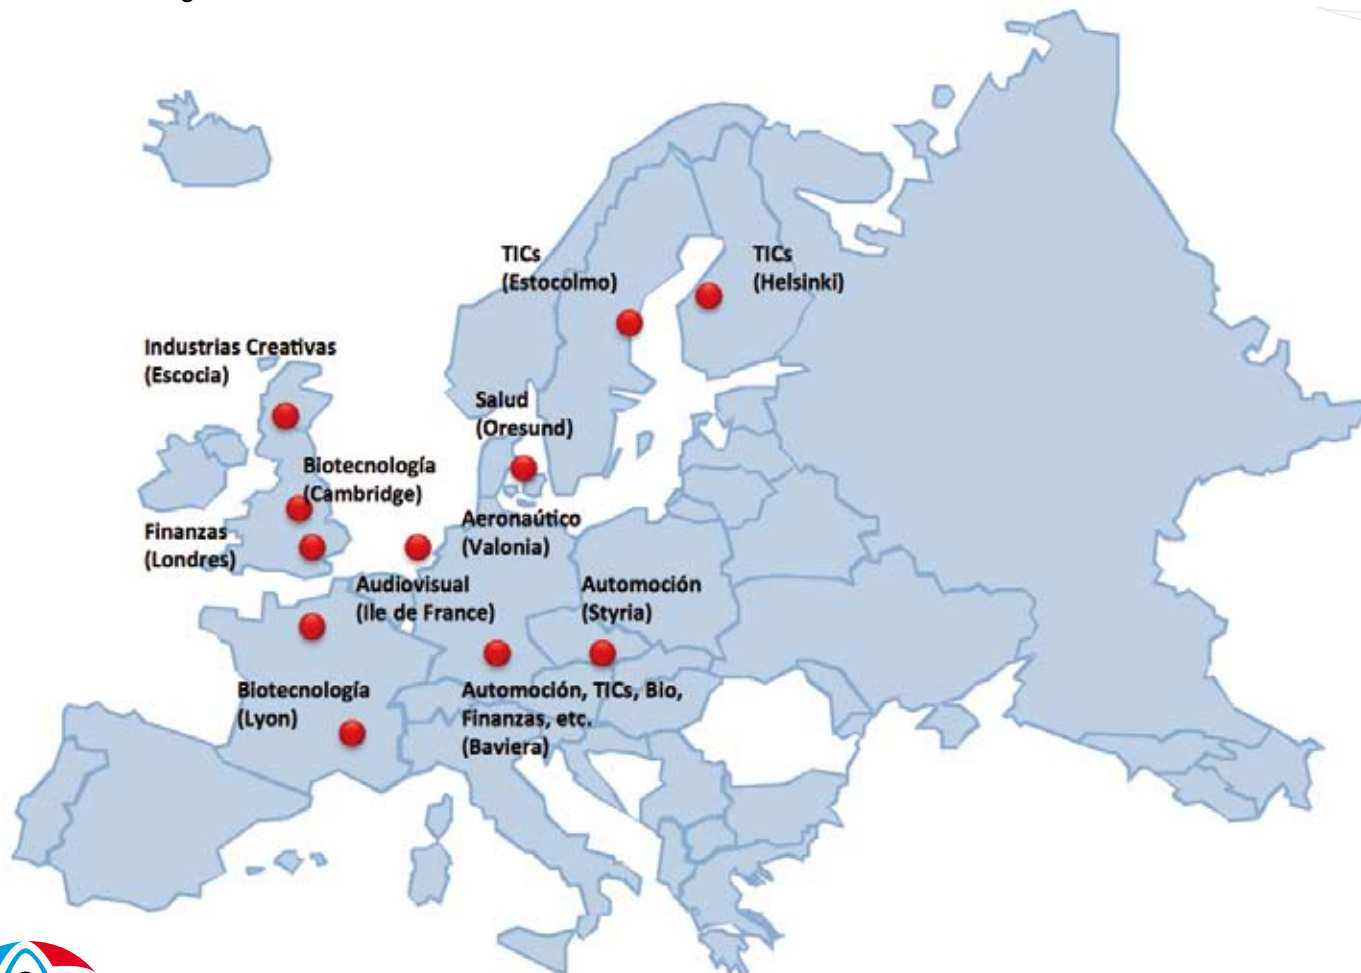 TICs
(Estocolmo)
TICs
(Helsinki)
Industrias Creativas
(Escocia)
Salud
(Oresund)
Biotecnología
(Cambridge)
Finanzas
(Londres)
Aeronaútico
(Valonia)
Audiovisual
(Ile de France)
Automoción
(Styria)
Biotecnología
(Lyon)
Automoción, TICs, Bio,
Finanzas, etc.
(Baviera)